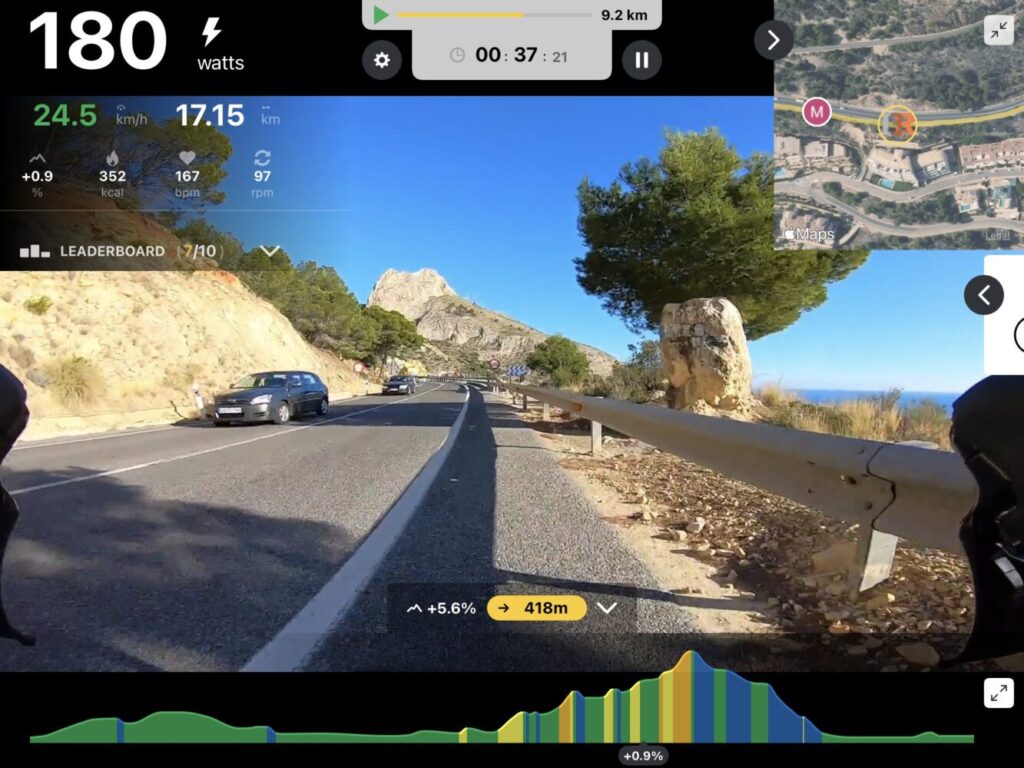 180 watts
9.2 km
00 : 37 : 21
24.5 km/h 17.15 km
+0.9 352 167 97
% kcal bpm rpm
LEADERBOARD (7/10)
M
Maps
Legal
+5.6% → 418m
+0.9%